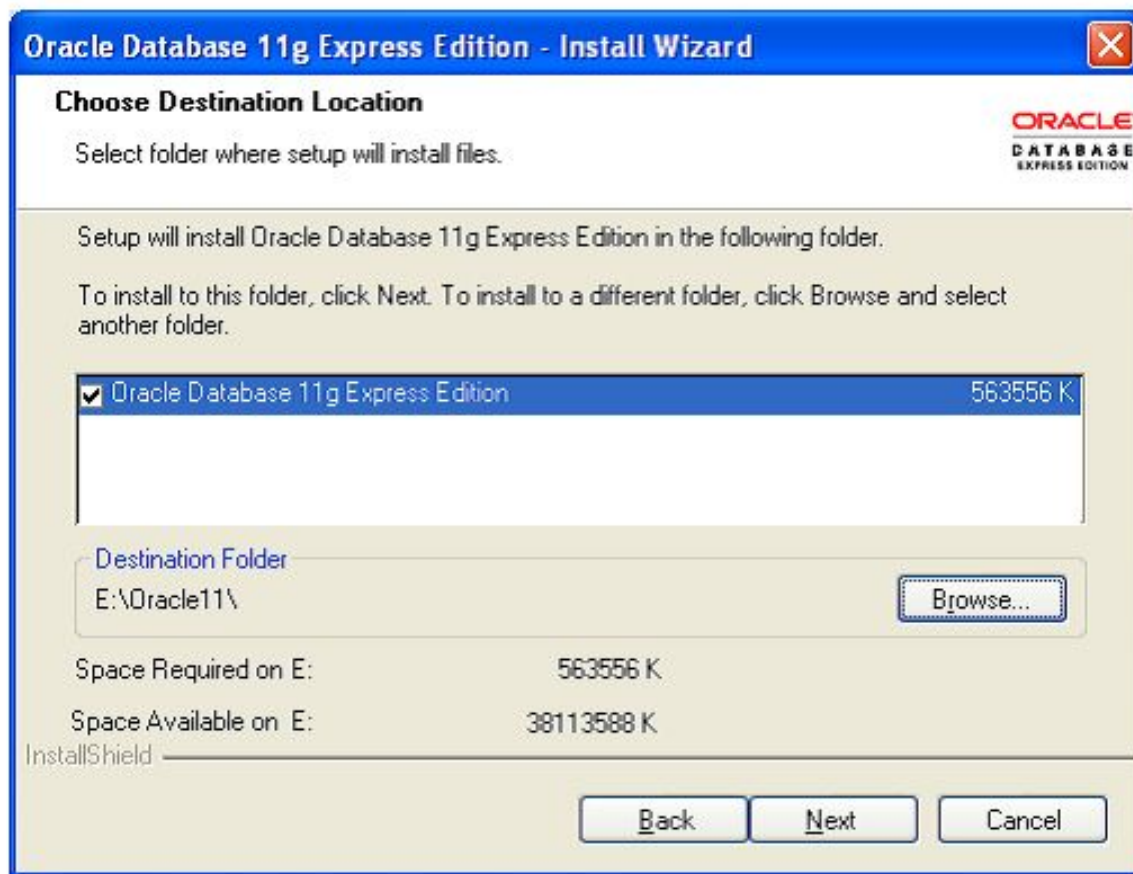 Oracle Database 11g Express Edition - Install Wizard
Choose Destination Location
Select folder where setup will install files.
ORACLE
DATABASE
EXPRESS EDITION
Setup will install Oracle Database 11g Express Edition in the following folder.
To install to this folder, click Next. To install to a different folder, click Browse and select
another folder.
Oracle Database 11g Express Edition 563556 K
Destination Folder
E:\Oracle11\ Browse...
Space Required on E: 563556 K
Space Available on E: 38113588 K
InstallShield
Back Next Cancel